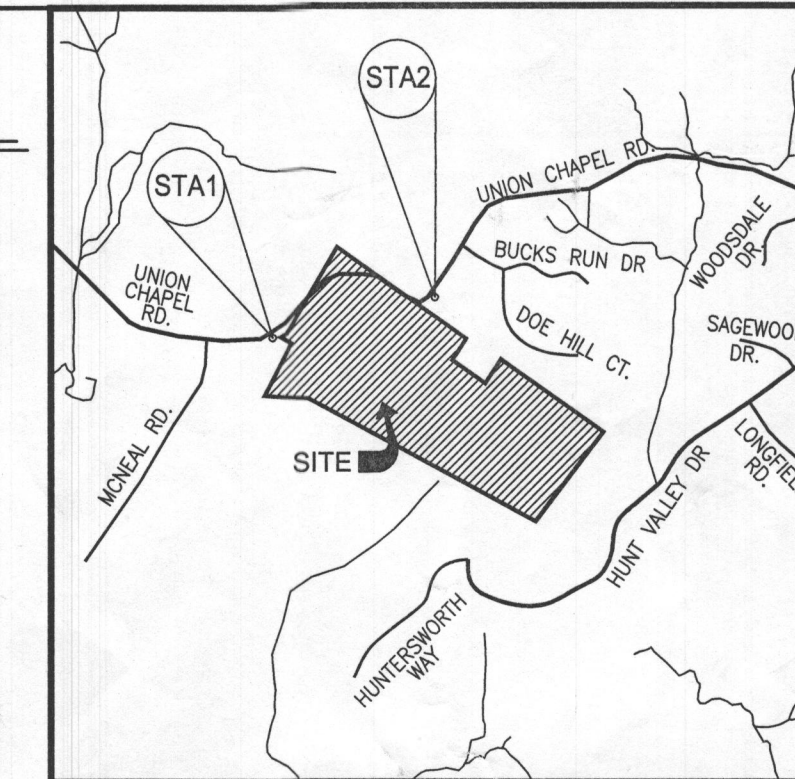 STA2
STA1
UNION CHAPEL RD.
UNION
CHAPEL
RD.
BUCKS RUN DR
WOODSDALE
DR.
DOE HILL CT.
SAGEWOO
DR.
MCNEAL RD.
SITE
LONGFIEL
RD.
HUNT VALLEY DR
HUNTERSWORTH
WAY